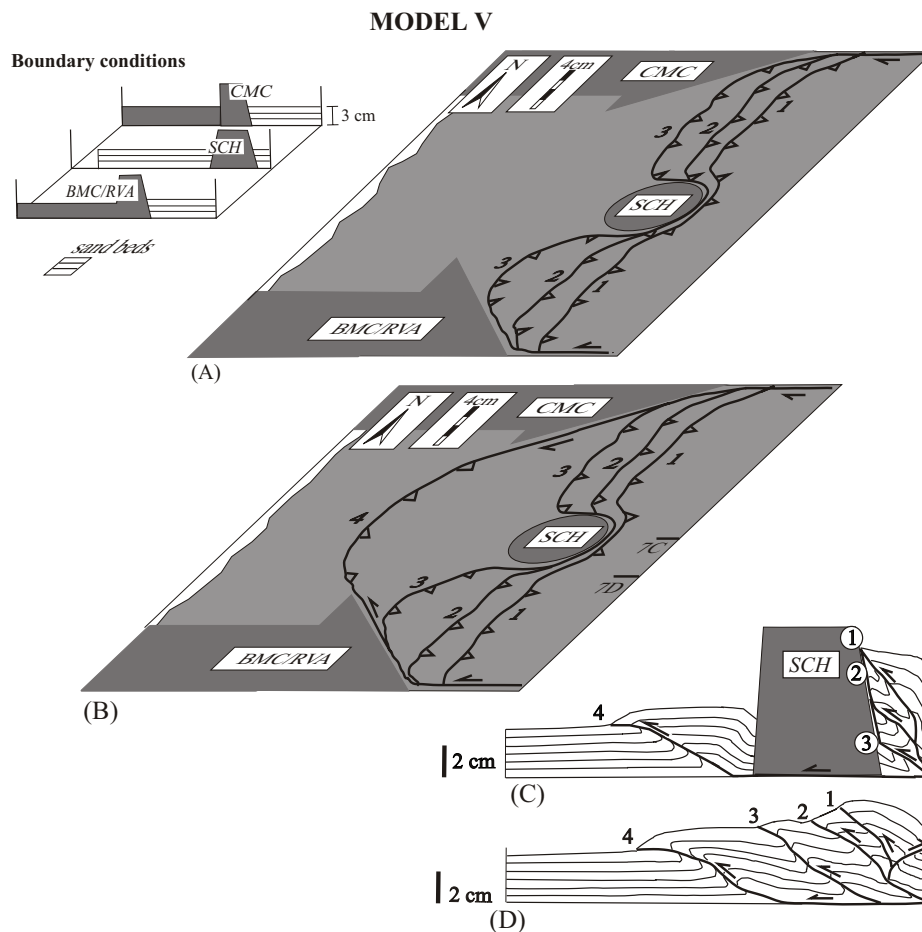 MODEL V
Boundary conditions
CMC
3 cm
SCH
BMC/RVA
sand beds
N
4cm
CMC
3
2
1
SCH
3
2
1
BMC/RVA
(A)
N
4cm
CMC
3
2
1
4
SCH
7C
3
7D
2
1
BMC/RVA
(B)
1
SCH
2
4
3
2 cm
(C)
1
2
3
4
2 cm
(D)